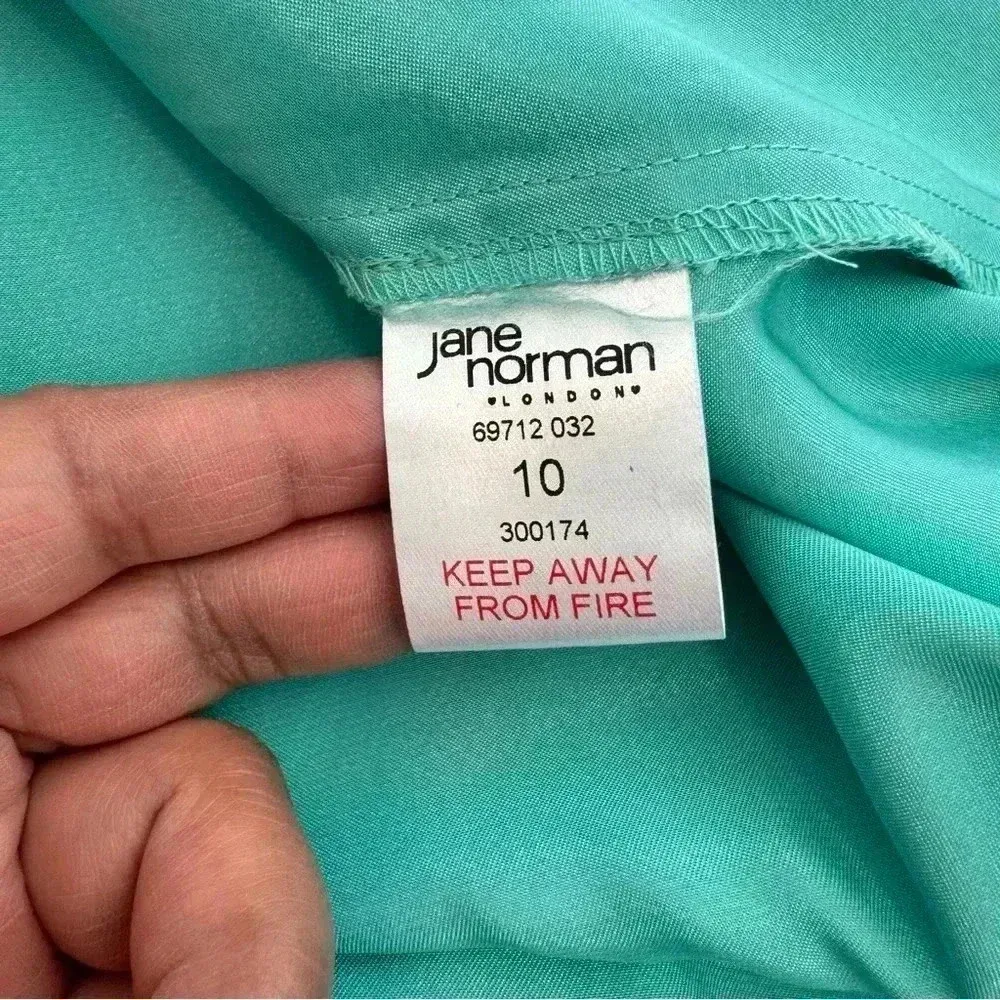 jane
norman
♥LONDON♥
69712 032
10
300174
KEEP AWAY
FROM FIRE